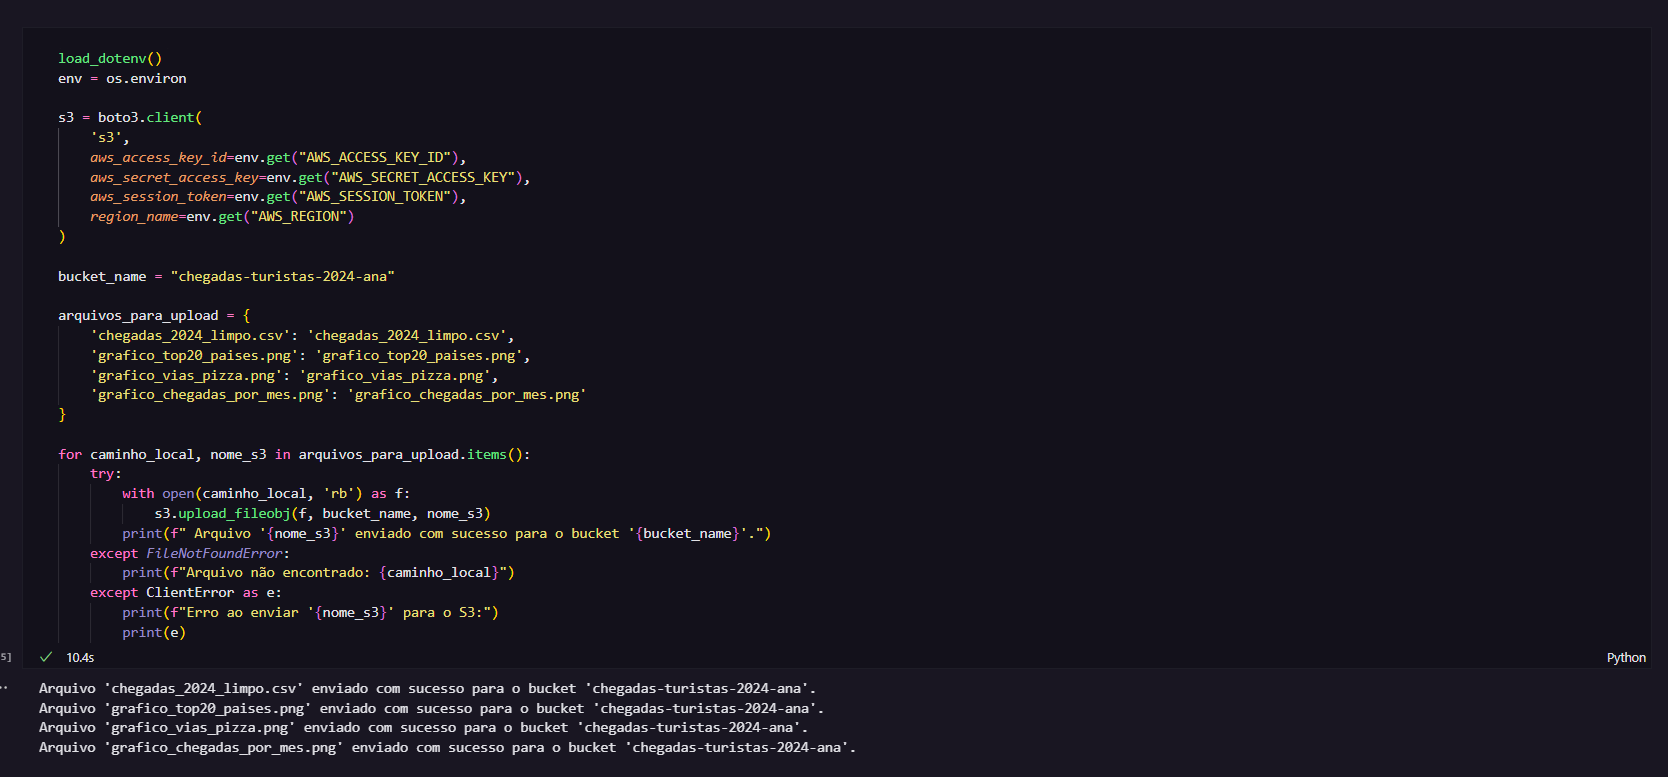 load_dotenv()
env = os.environ
s3 = boto3.client(
    's3',
    aws_access_key_id=env.get("AWS_ACCESS_KEY_ID"),
    aws_secret_access_key=env.get("AWS_SECRET_ACCESS_KEY"),
    aws_session_token=env.get("AWS_SESSION_TOKEN"),
    region_name=env.get("AWS_REGION")
)
bucket_name = "chegadas-turistas-2024-ana"
arquivos_para_upload = {
    'chegadas_2024_limpo.csv': 'chegadas_2024_limpo.csv',
    'grafico_top20_paises.png': 'grafico_top20_paises.png',
    'grafico_vias_pizza.png': 'grafico_vias_pizza.png',
    'grafico_chegadas_por_mes.png': 'grafico_chegadas_por_mes.png'
}
for caminho_local, nome_s3 in arquivos_para_upload.items():
    try:
        with open(caminho_local, 'rb') as f:
            s3.upload_fileobj(f, bucket_name, nome_s3)
        print(f" Arquivo '{nome_s3}' enviado com sucesso para o bucket '{bucket_name}'.")
    except FileNotFoundError:
        print(f"Arquivo não encontrado: {caminho_local}")
    except ClientError as e:
        print(f"Erro ao enviar '{nome_s3}' para o S3:")
        print(e)
5] 10.4s Python
Arquivo 'chegadas_2024_limpo.csv' enviado com sucesso para o bucket 'chegadas-turistas-2024-ana'.
Arquivo 'grafico_top20_paises.png' enviado com sucesso para o bucket 'chegadas-turistas-2024-ana'.
Arquivo 'grafico_vias_pizza.png' enviado com sucesso para o bucket 'chegadas-turistas-2024-ana'.
Arquivo 'grafico_chegadas_por_mes.png' enviado com sucesso para o bucket 'chegadas-turistas-2024-ana'.